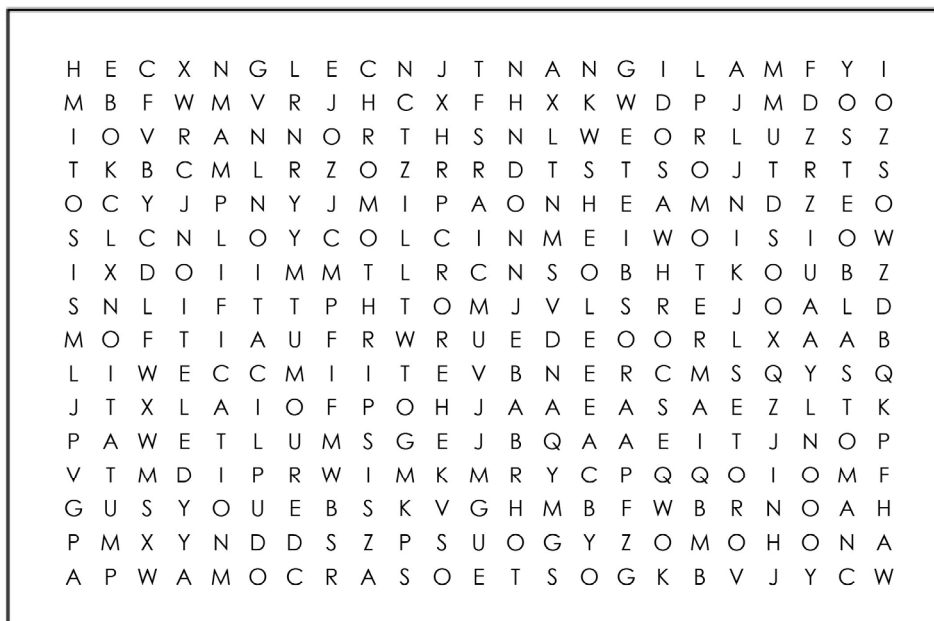 H E C X N G L E C N J T N A N G I L A M F Y I
M B F W M V R J H C X F H X K W D P J M D O O
I O V R A N N O R T H S N L W E O R L U Z S Z
T K B C M L R Z O Z R R D T S T S O J T R T S
O C Y J P N Y J M I P A O N H E A M N D Z E O
S L C N L O Y C O L C I N M E I W O I S I O W
I X D O I I M M T L R C N S O B H T K O U B Z
S N L I F T T P H T O M J V L S R E J O A L D
M O F T I A U F R W R U E D E O O R L X A A B
L I W E C C M I I T E V B N E R C M S Q Y S Q
J T X L A I O F P O H J A A E A S A E Z L T K
P A W E T L U M S G E J B Q A A E I T J N O P
V T M D I P R W I M K M R Y C P Q Q O I O M F
G U S Y O U E B S K V G H M B F W B R N O A H
P M X Y N D D S Z P S U O G Y Z O M O H O N A
A P W A M O C R A S O E T S O G K B V J Y C W